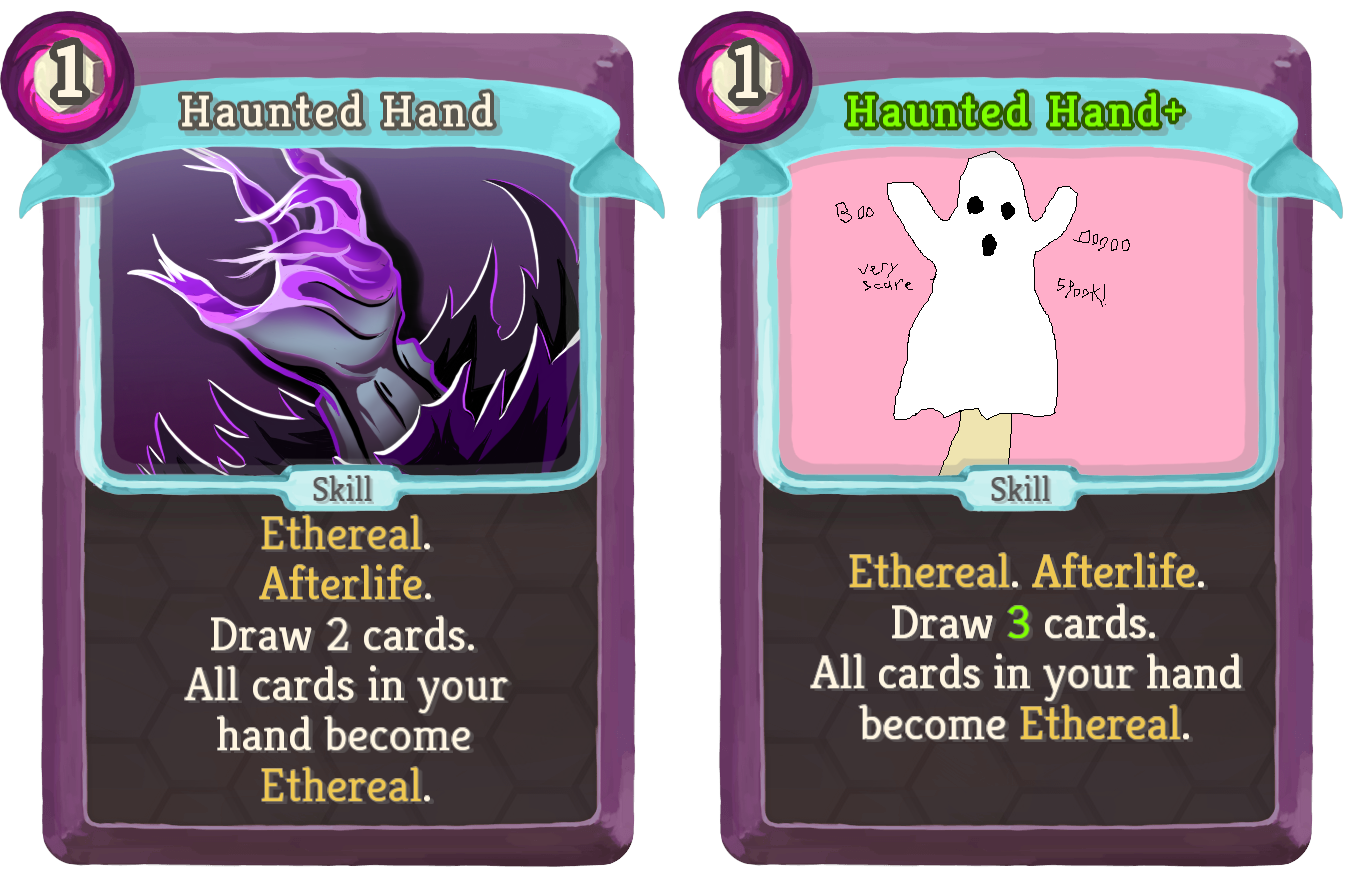 1
Haunted Hand
Skill
Ethereal.
Afterlife.
Draw 2 cards.
All cards in your
hand become
Ethereal.
1
Haunted Hand+
Boo
ooooo
very
scare
spook!
Skill
Ethereal. Afterlife.
Draw 3 cards.
All cards in your hand
become Ethereal.